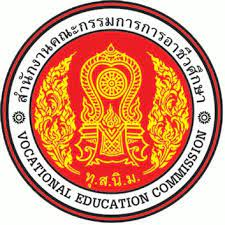 สำนักงานคณะกรรมการการอาชีวศึกษา
ทุ.ส.นิ.ม.
VOCATIONAL EDUCATION COMMISSION